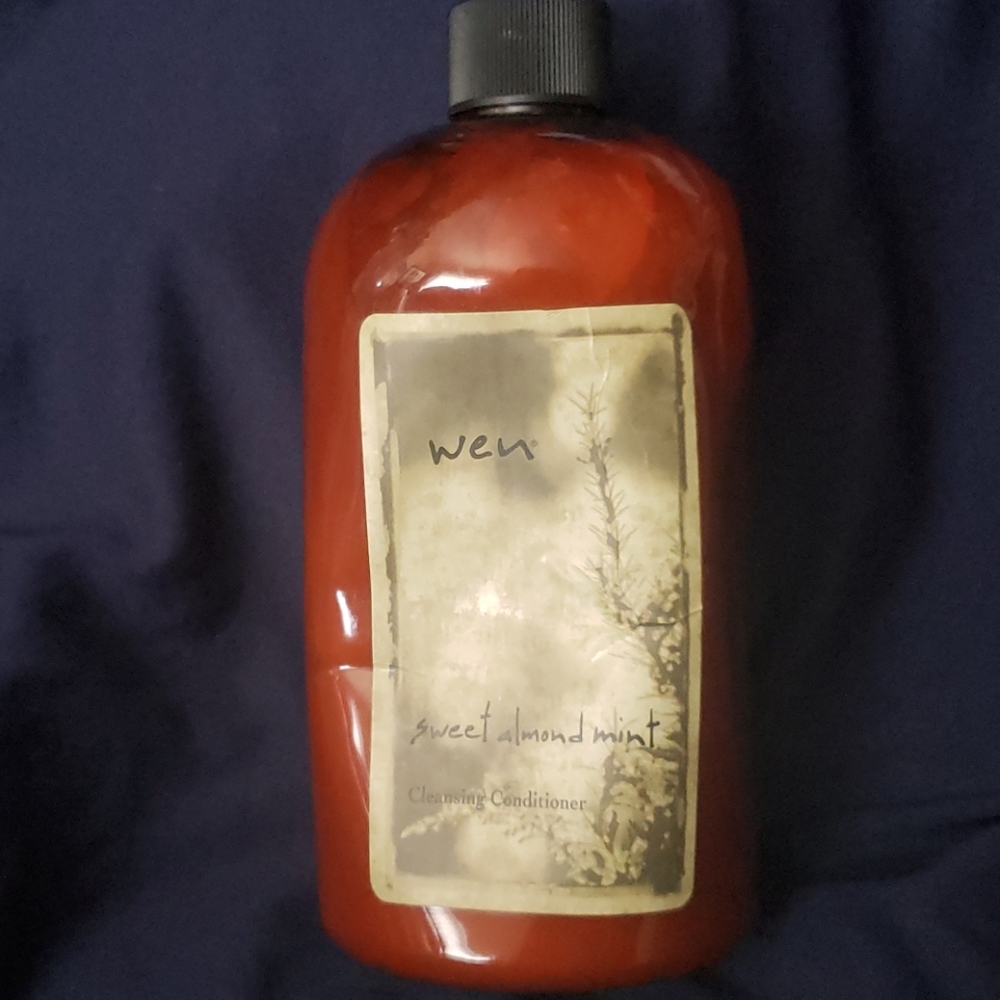 wen
sweet almond mint
Cleansing Conditioner